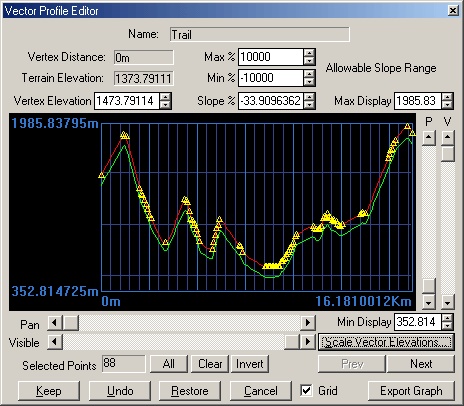 Vector Profile Editor
Name: Trail
Vertex Distance: 0m Max % 10000
Terrain Elevation: 1373.79111 Min % -10000 Allowable Slope Range
Vertex Elevation 1473.79114 Slope % -33.9096362 Max Display 1985.83
1985.83795m P V
352.814725m
0m 16.1810012Km
Pan Min Display 352.814
Visible Scale Vector Elevations...
Selected Points 88 All Clear Invert Prev Next
Keep Undo Restore Cancel Grid Export Graph